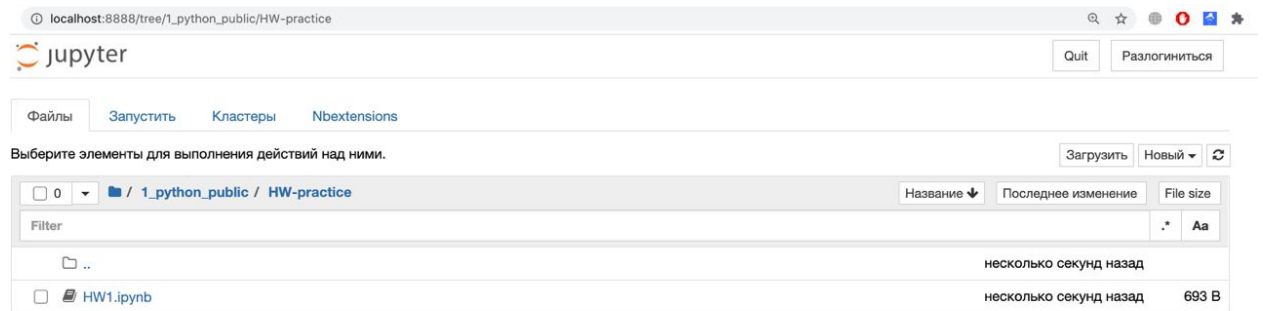 localhost:8888/tree/1_python_public/HW-practice
jupyter
Quit Разлогиниться
Файлы Запустить Кластеры Nbextensions
Выберите элементы для выполнения действий над ними.
Загрузить Новый
0 / 1_python_public / HW-practice Название Последнее изменение File size
Filter .* Aa
.. несколько секунд назад
HW1.ipynb несколько секунд назад 693 B